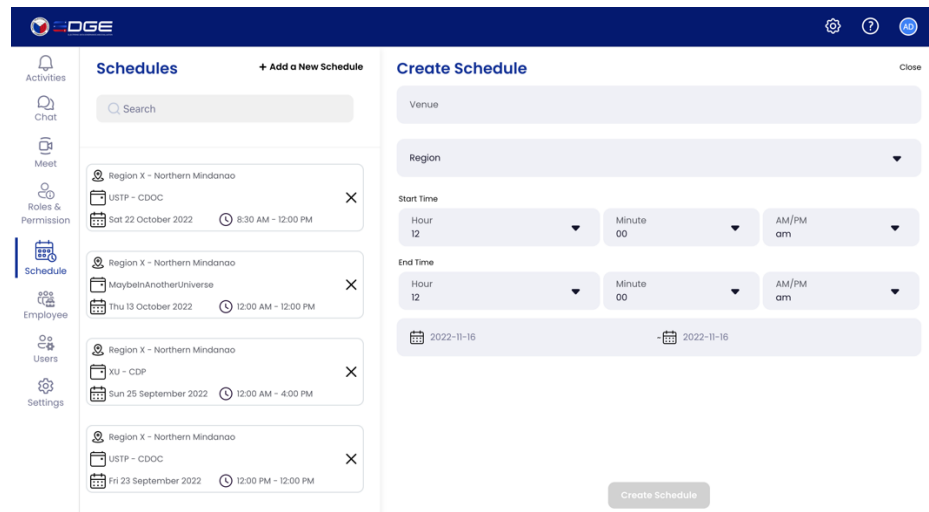 EDGE
AD
Activities
Chat
Meet
Roles &
Permission
Schedule
Employee
Users
Settings
Schedules
+ Add a New Schedule
Search
Region X - Northern Mindanao
USTP - CDOC
Sat 22 October 2022 8:30 AM - 12:00 PM
Region X - Northern Mindanao
MaybeInAnotherUniverse
Thu 13 October 2022 12:00 AM - 12:00 PM
Region X - Northern Mindanao
XU - CDP
Sun 25 September 2022 12:00 AM - 4:00 PM
Region X - Northern Mindanao
USTP - CDOC
Fri 23 September 2022 12:00 PM - 12:00 PM
Create Schedule
Close
Venue
Region
Start Time
Hour Minute AM/PM
12 00 am
End Time
Hour Minute AM/PM
12 00 am
2022-11-16 - 2022-11-16
Create Schedule